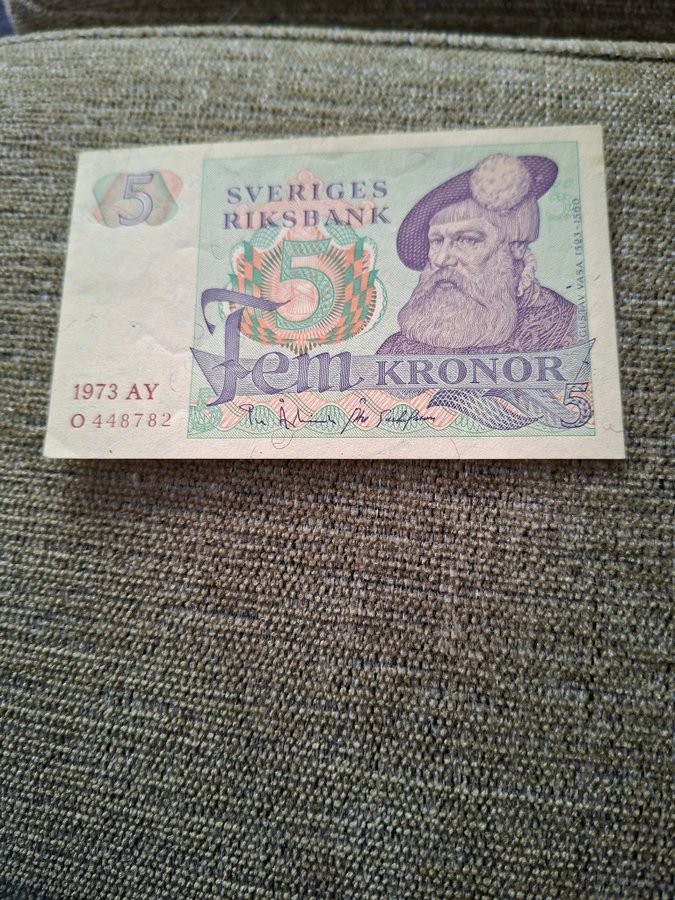 5
SVERIGES
RIKSBANK
5
GUSTAV VASA 1523-1560
Fem KRONOR
5
1973 AY
O 448782